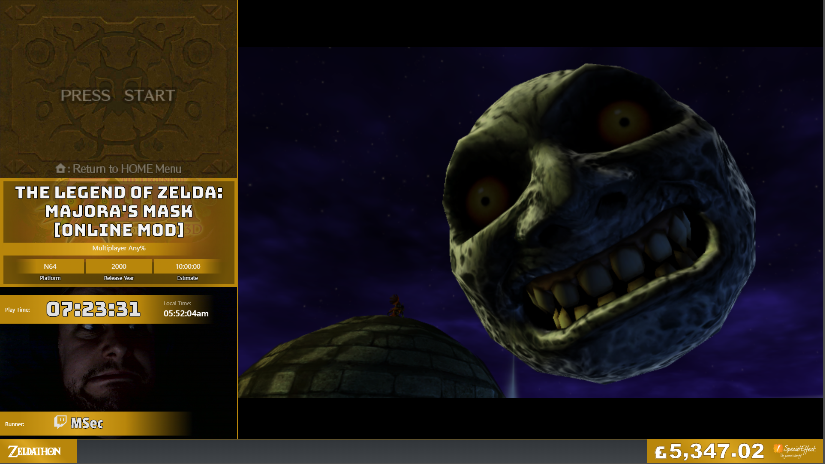 PRESS START
: Return to HOME Menu
THE LEGEND OF ZELDA:
MAJORA'S MASK
[ONLINE MOD]
Multiplayer Any%
N64
Platform
2000
Release Year
10:00:00
Estimate
Play Time:
07:23:31
Local Time:
05:52:04am
Runner:
MSec
ZELDATHON
£5,347.02
SpecialEffect